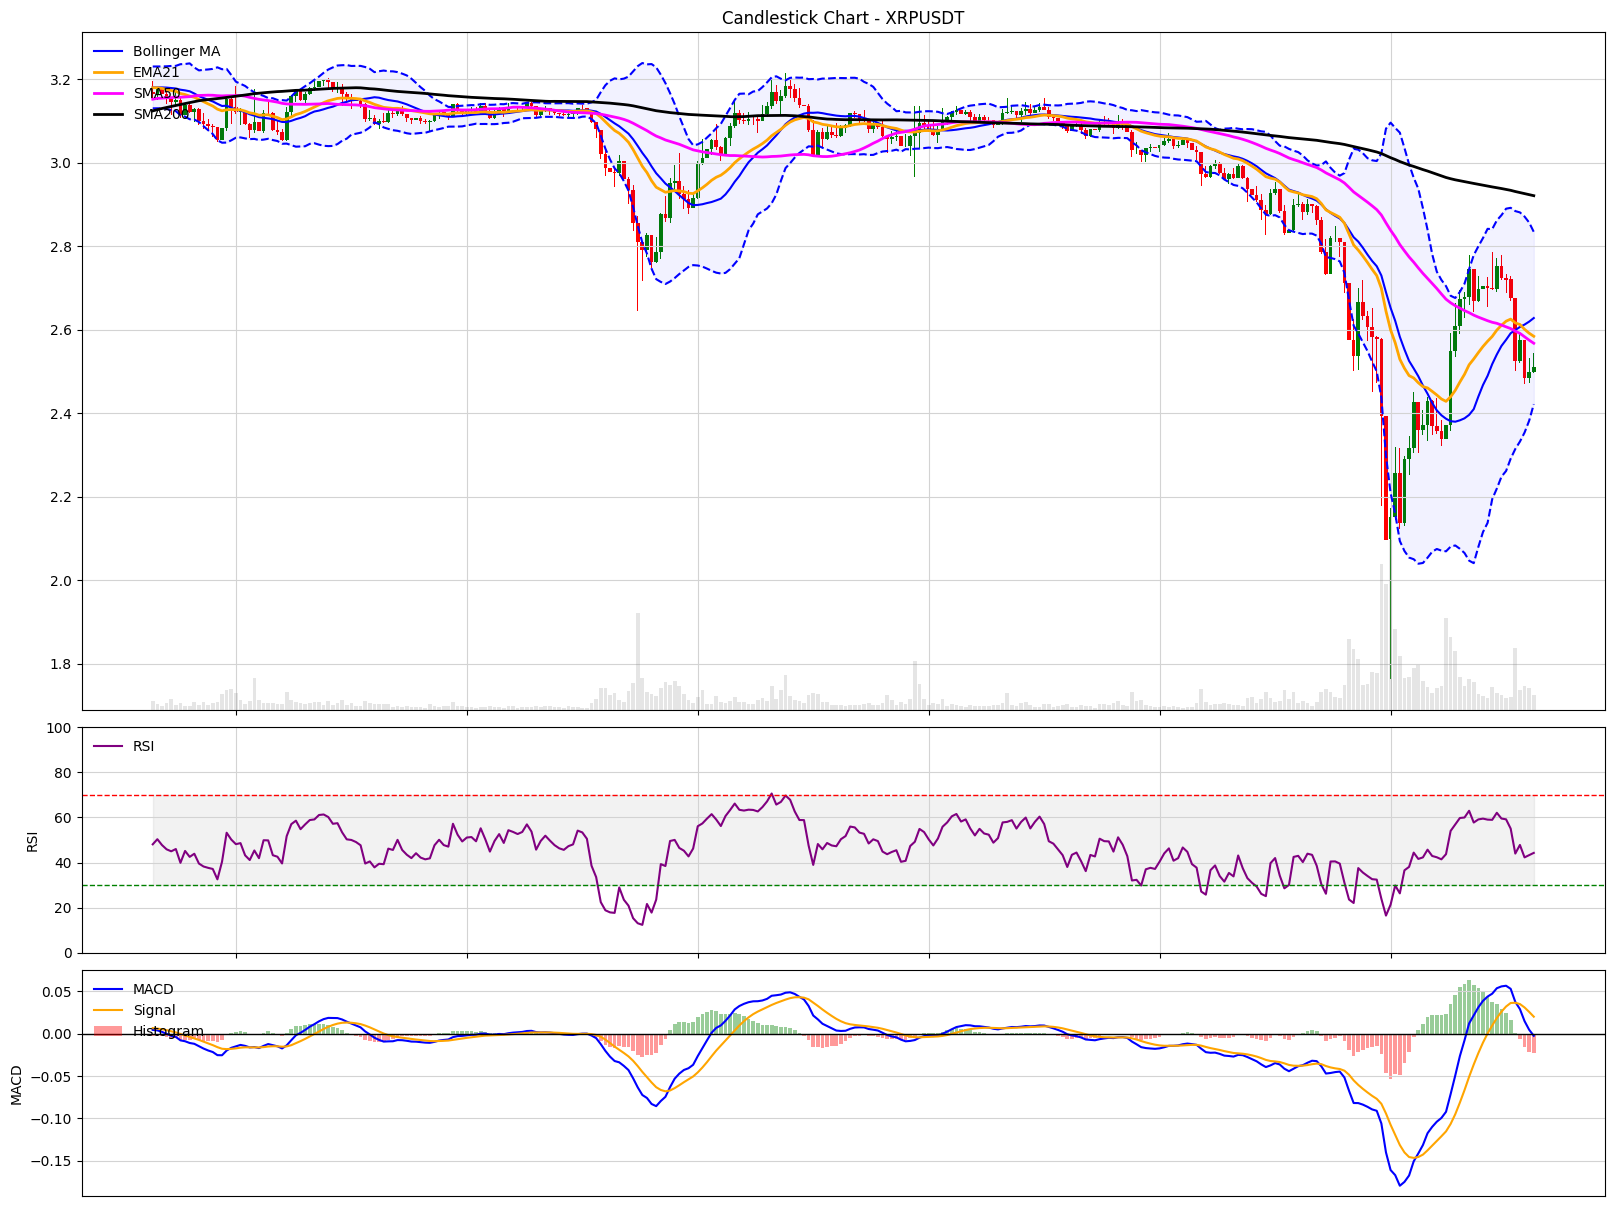 Candlestick Chart - XRPUSDT
Bollinger MA
EMA21
SMA50
SMA200
3.2
3.0
2.8
2.6
2.4
2.2
2.0
1.8
RSI
100
80
60
40
20
0
RSI
MACD
Signal
Histogram
0.05
0.00
−0.05
−0.10
−0.15
MACD